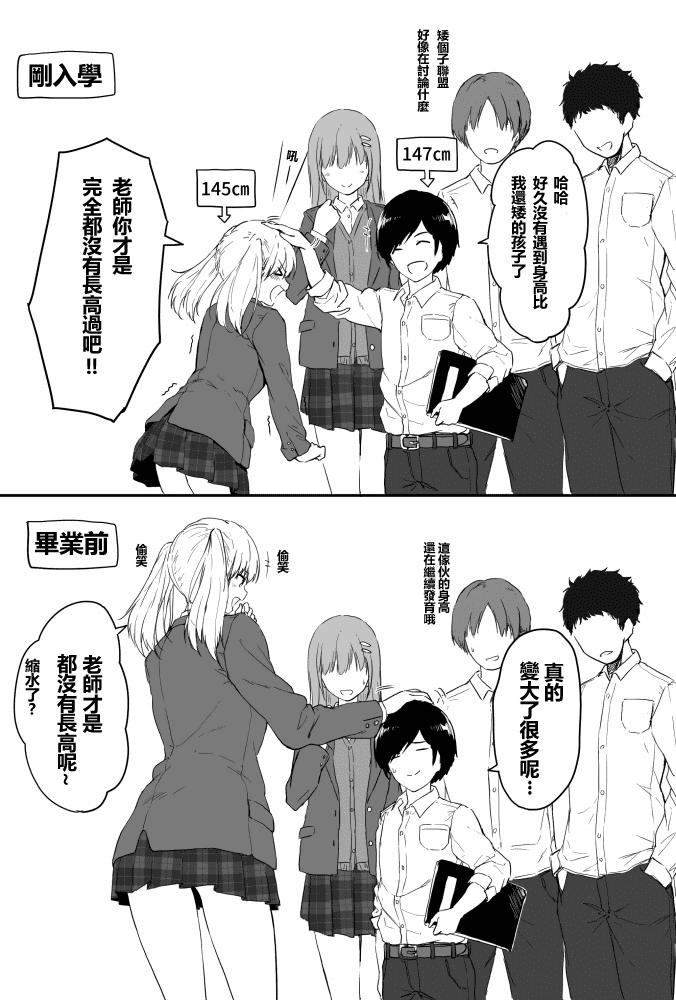 剛入學
矮個子聯盟
好像在討論什麼
哈哈
好久沒有遇到身高比
我還矮的孩子了
147cm
吼—
145cm
老師你才是
完全都沒有長高過吧!!
畢業前
這傢伙的身高
還在繼續發育哦
真的
變大了很多呢…
偷笑
偷笑
老師才是
都沒有長高呢~
縮水了?